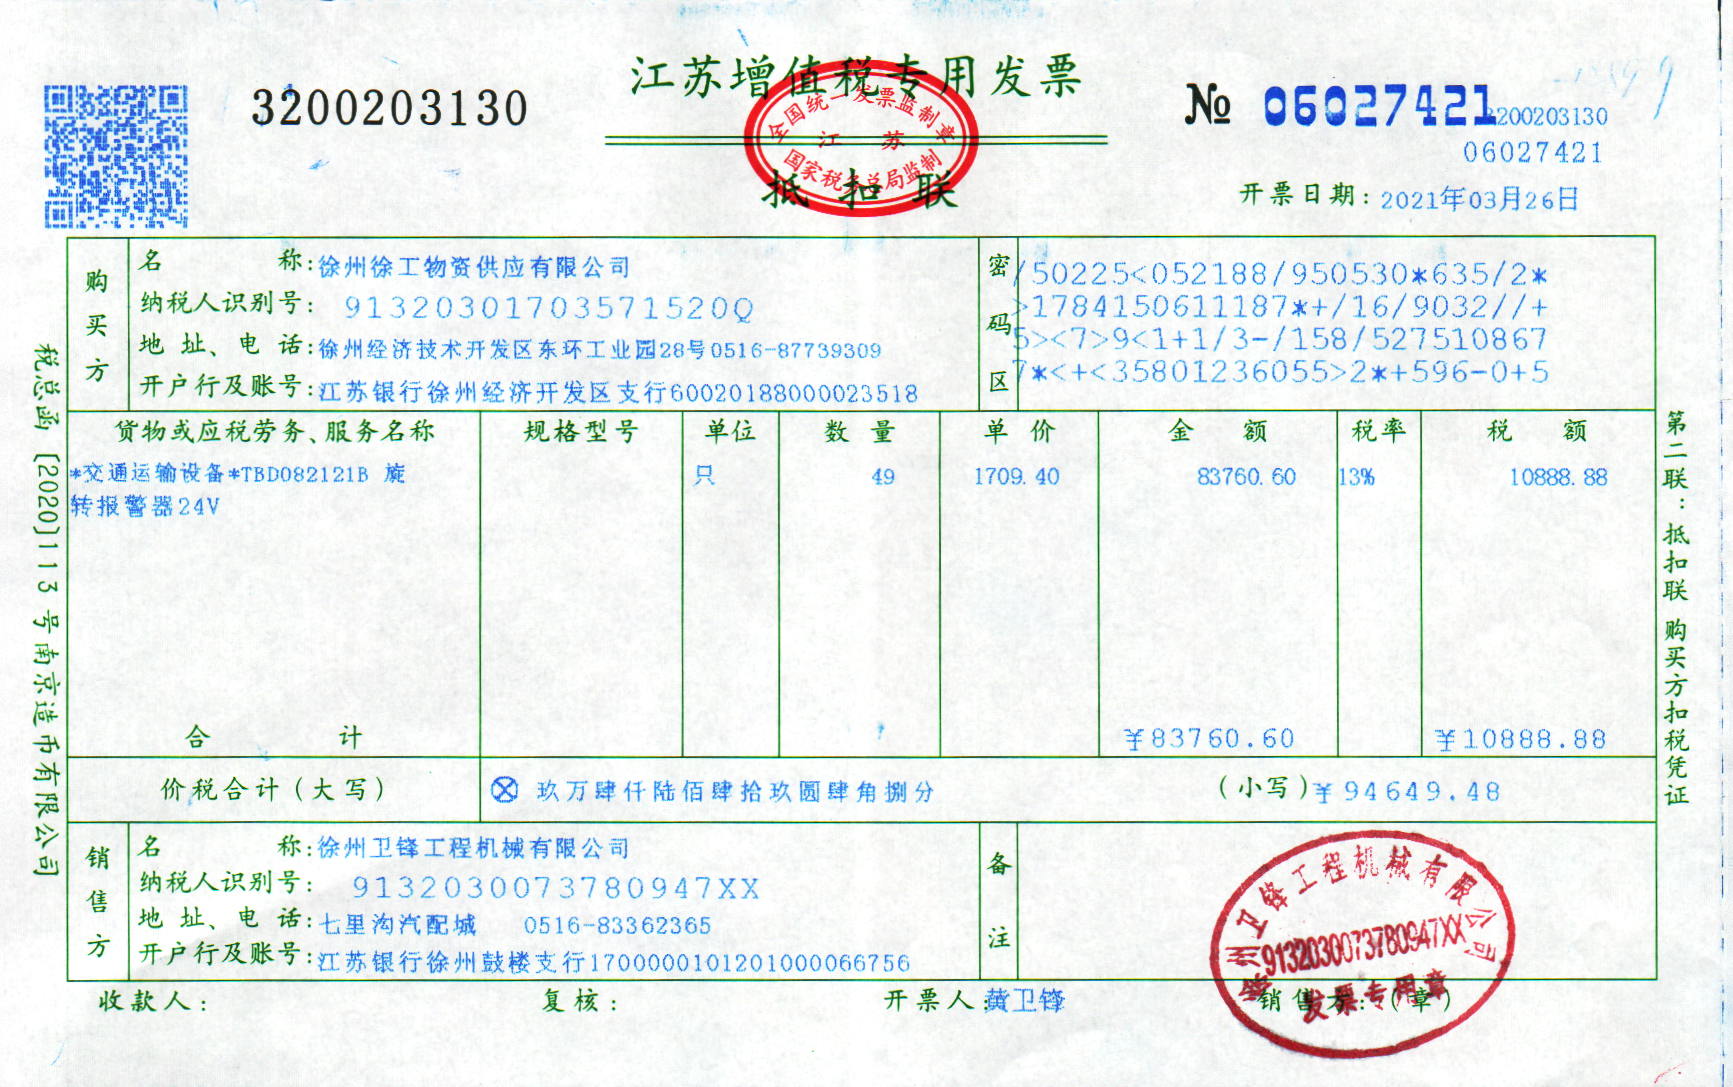 江苏增值税专用发票
3200203130
№ 06027421
3200203130
06027421
全国统一发票监制章
江 苏
国家税务总局监制
抵扣联
开票日期: 2021年03月26日
购买方
名 称: 徐州徐工物资供应有限公司
纳税人识别号: 91320301703571520Q
地 址、电 话: 徐州经济技术开发区东环工业园28号0516-87739309
开户行及账号: 江苏银行徐州经济开发区支行60020188000023518
密码区
/50225<052188/950530*635/2*
>1784150611187*+/16/9032//+
5><7>9<1+1/3-/158/527510867
7*<+<35801236055>2*+596-0+5
货物或应税劳务、服务名称 规格型号 单位 数 量 单 价 金 额 税率 税 额
*交通运输设备*TBD082121B 旋 只 49 1709.40 83760.60 13% 10888.88
转报警器24V
合 计 ¥83760.60 ¥10888.88
价税合计(大写) ⊗ 玖万肆仟陆佰肆拾玖圆肆角捌分 (小写) ¥94649.48
销售方
名 称: 徐州卫锋工程机械有限公司
纳税人识别号: 9132030073780947XX
地 址、电 话: 七里沟汽配城 0516-83362365
开户行及账号: 江苏银行徐州鼓楼支行1700000101201000066756
备注
收款人: 复核: 开票人: 黄卫锋 销售方:(章)
徐州卫锋工程机械有限公司
9132030073780947XX
发票专用章
税总函[2020]113号南京造币有限公司
第二联:抵扣联 购买方扣税凭证